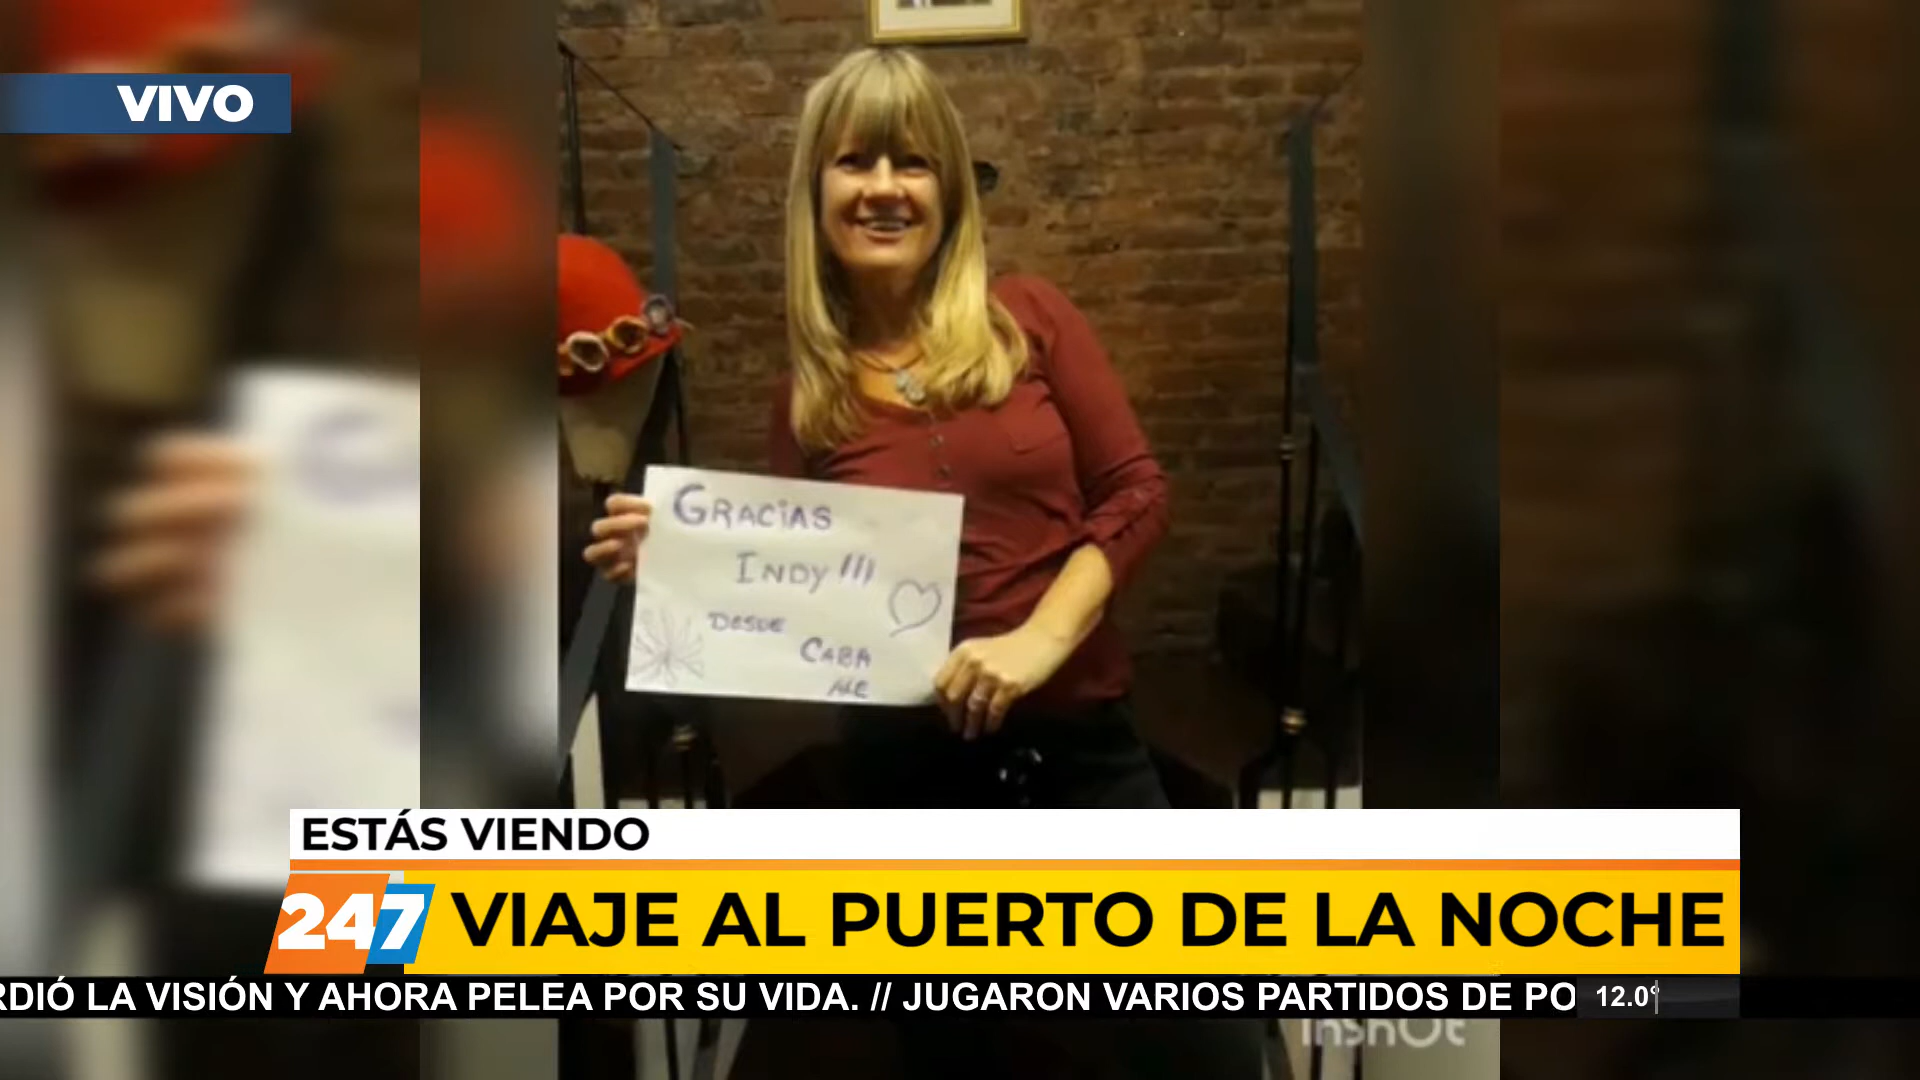 VIVO
GRACIAS
INDY!!!
DESDE
CABA
ALE
ESTÁS VIENDO
247 VIAJE AL PUERTO DE LA NOCHE
RDIÓ LA VISIÓN Y AHORA PELEA POR SU VIDA. // JUGARON VARIOS PARTIDOS DE PO 12.0°
InShOt